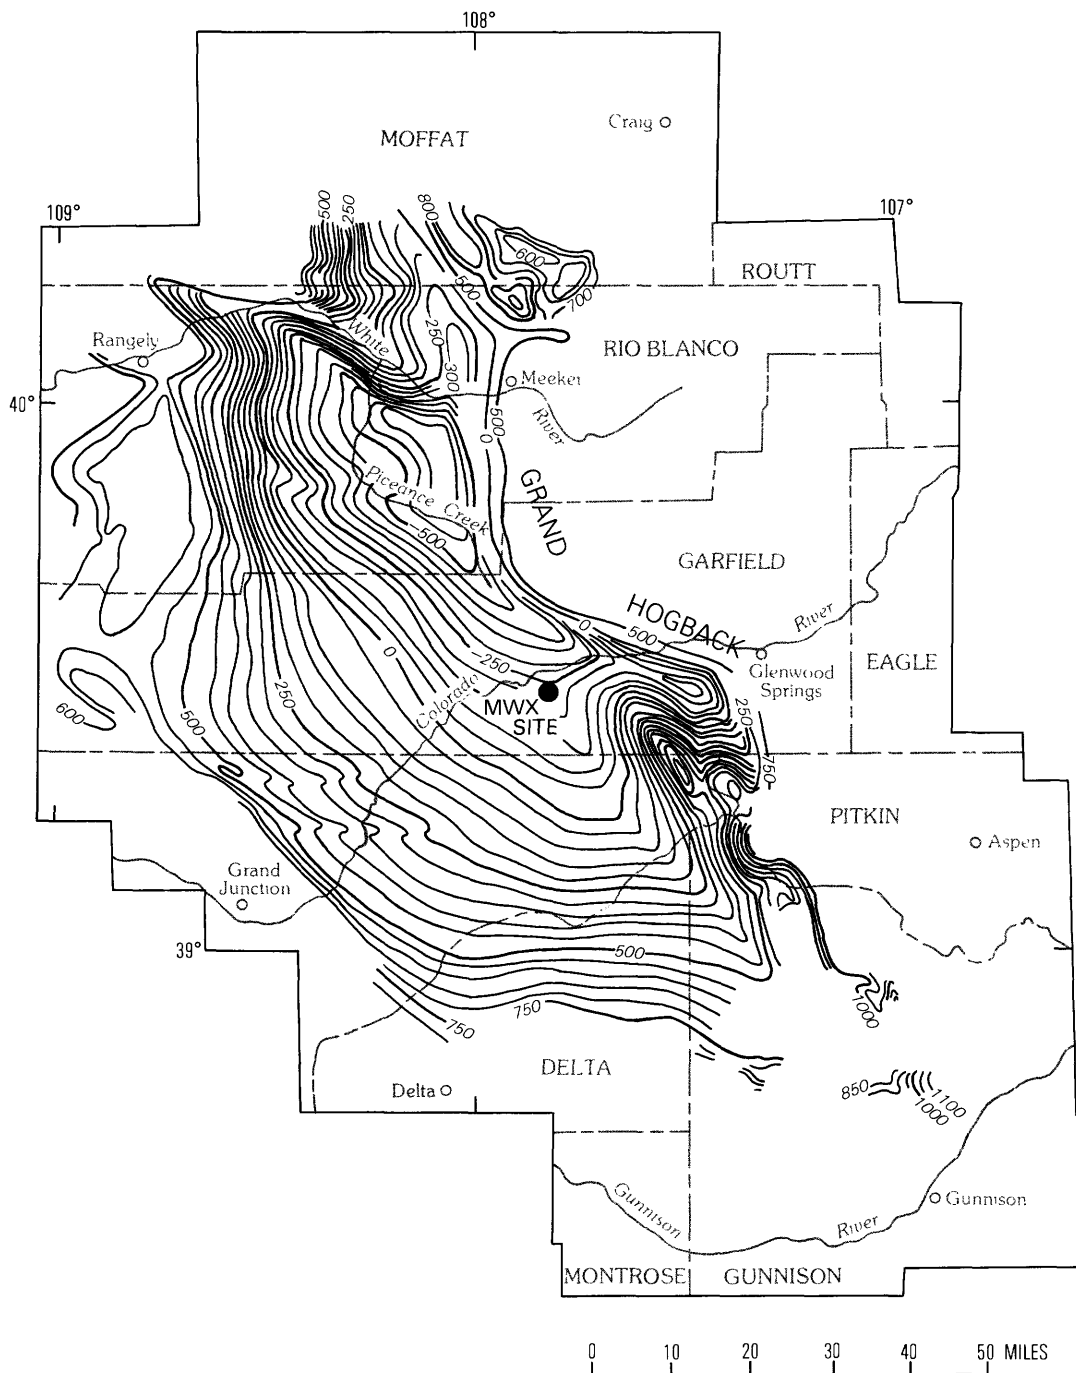 108°
Craig
MOFFAT
109°
107°
500
250
800
600
ROUTT
500
700
Rangely
White
250
RIO BLANCO
300
Meeker
40°
500
River
0
GRAND
Piceance Creek
-500
GARFIELD
HOGBACK
River
0
500
0
-250
EAGLE
Glenwood
Springs
Colorado
MWX
SITE
250
600
500
250
750
PITKIN
Aspen
Grand
Junction
39°
500
750
750
1000
DELTA
850
1100
1000
Delta
Gunnison
River
Gunnison
MONTROSE
GUNNISON
0 10 20 30 40 50 MILES